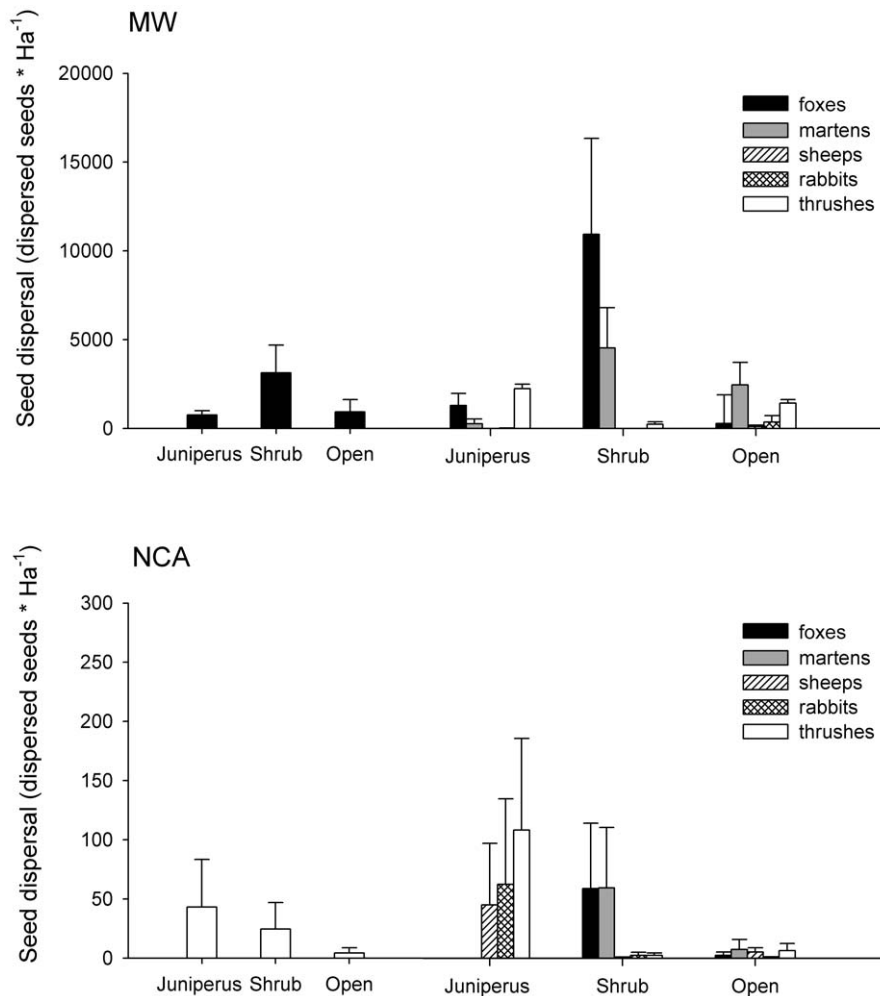 MW
Seed dispersal (dispersed seeds * Ha-1)
20000
15000
10000
5000
0
foxes
martens
sheeps
rabbits
thrushes
Juniperus Shrub Open Juniperus Shrub Open
NCA
Seed dispersal (dispersed seeds * Ha-1)
300
250
200
150
100
50
0
foxes
martens
sheeps
rabbits
thrushes
Juniperus Shrub Open Juniperus Shrub Open